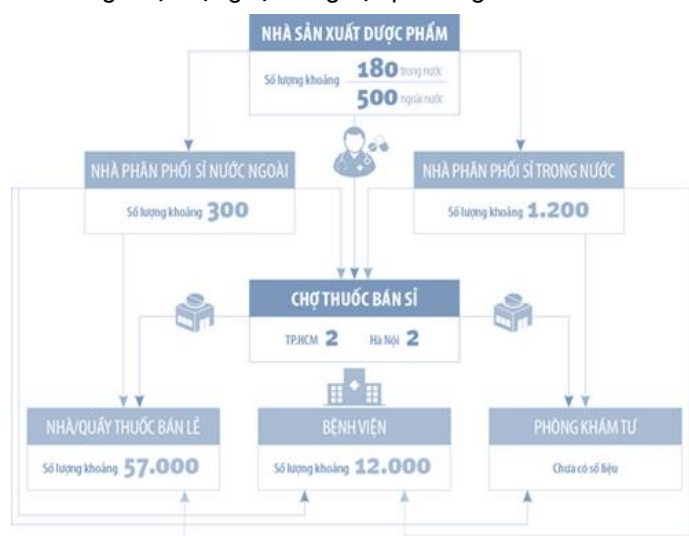 NHÀ SẢN XUẤT DƯỢC PHẨM
Số lượng khoảng 180 trong nước
500 ngoài nước
NHÀ PHÂN PHỐI SỈ NƯỚC NGOÀI
Số lượng khoảng 300
NHÀ PHÂN PHỐI SỈ TRONG NƯỚC
Số lượng khoảng 1.200
CHỢ THUỐC BÁN SỈ
TP.HCM 2 Hà Nội 2
NHÀ/QUẦY THUỐC BÁN LẺ
Số lượng khoảng 57.000
BỆNH VIỆN
Số lượng khoảng 12.000
PHÒNG KHÁM TƯ
Chưa có số liệu